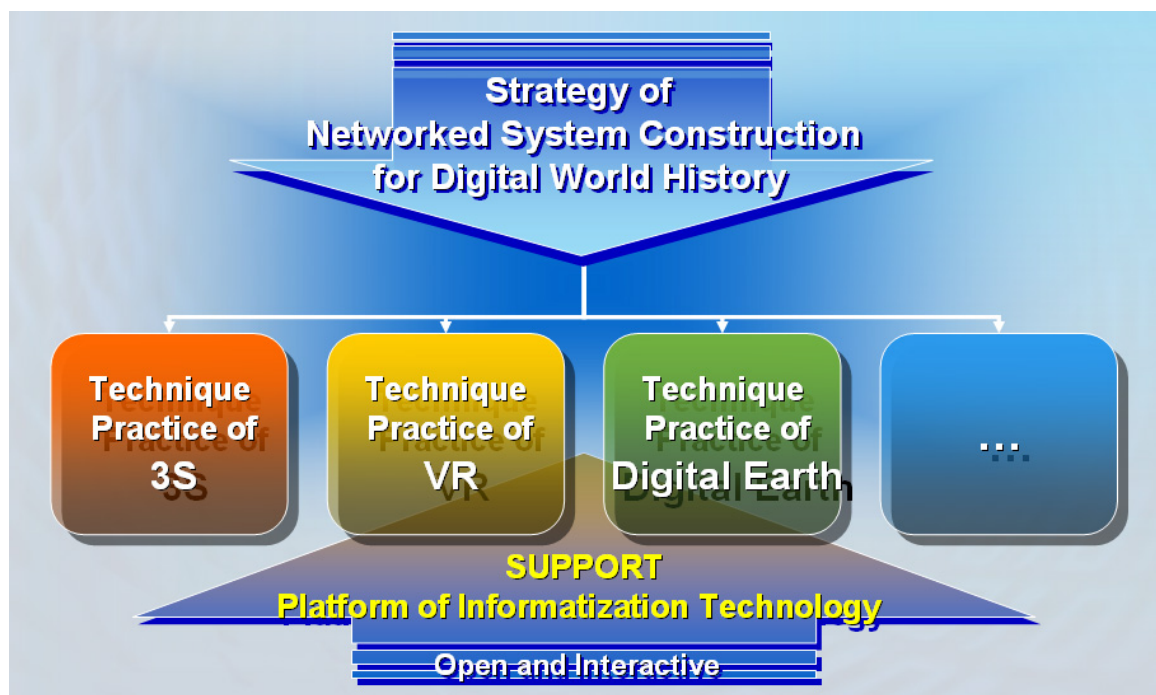 Strategy of
Networked System Construction
for Digital World History
Technique
Practice of
3S
Technique
Practice of
VR
Technique
Practice of
Digital Earth
...
SUPPORT
Platform of Informatization Technology
Open and Interactive